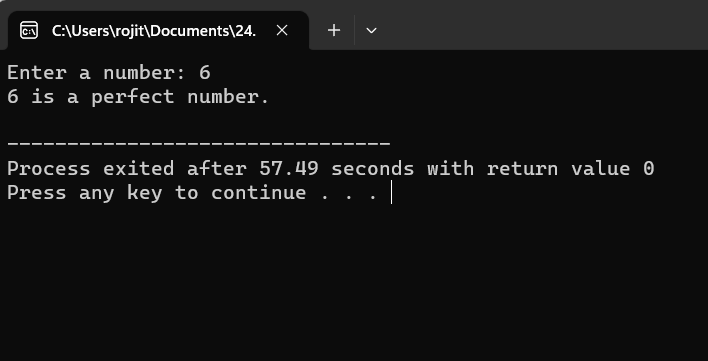 C:\Users\rojit\Documents\24.
Enter a number: 6
6 is a perfect number.
--------------------------------
Process exited after 57.49 seconds with return value 0
Press any key to continue . . .